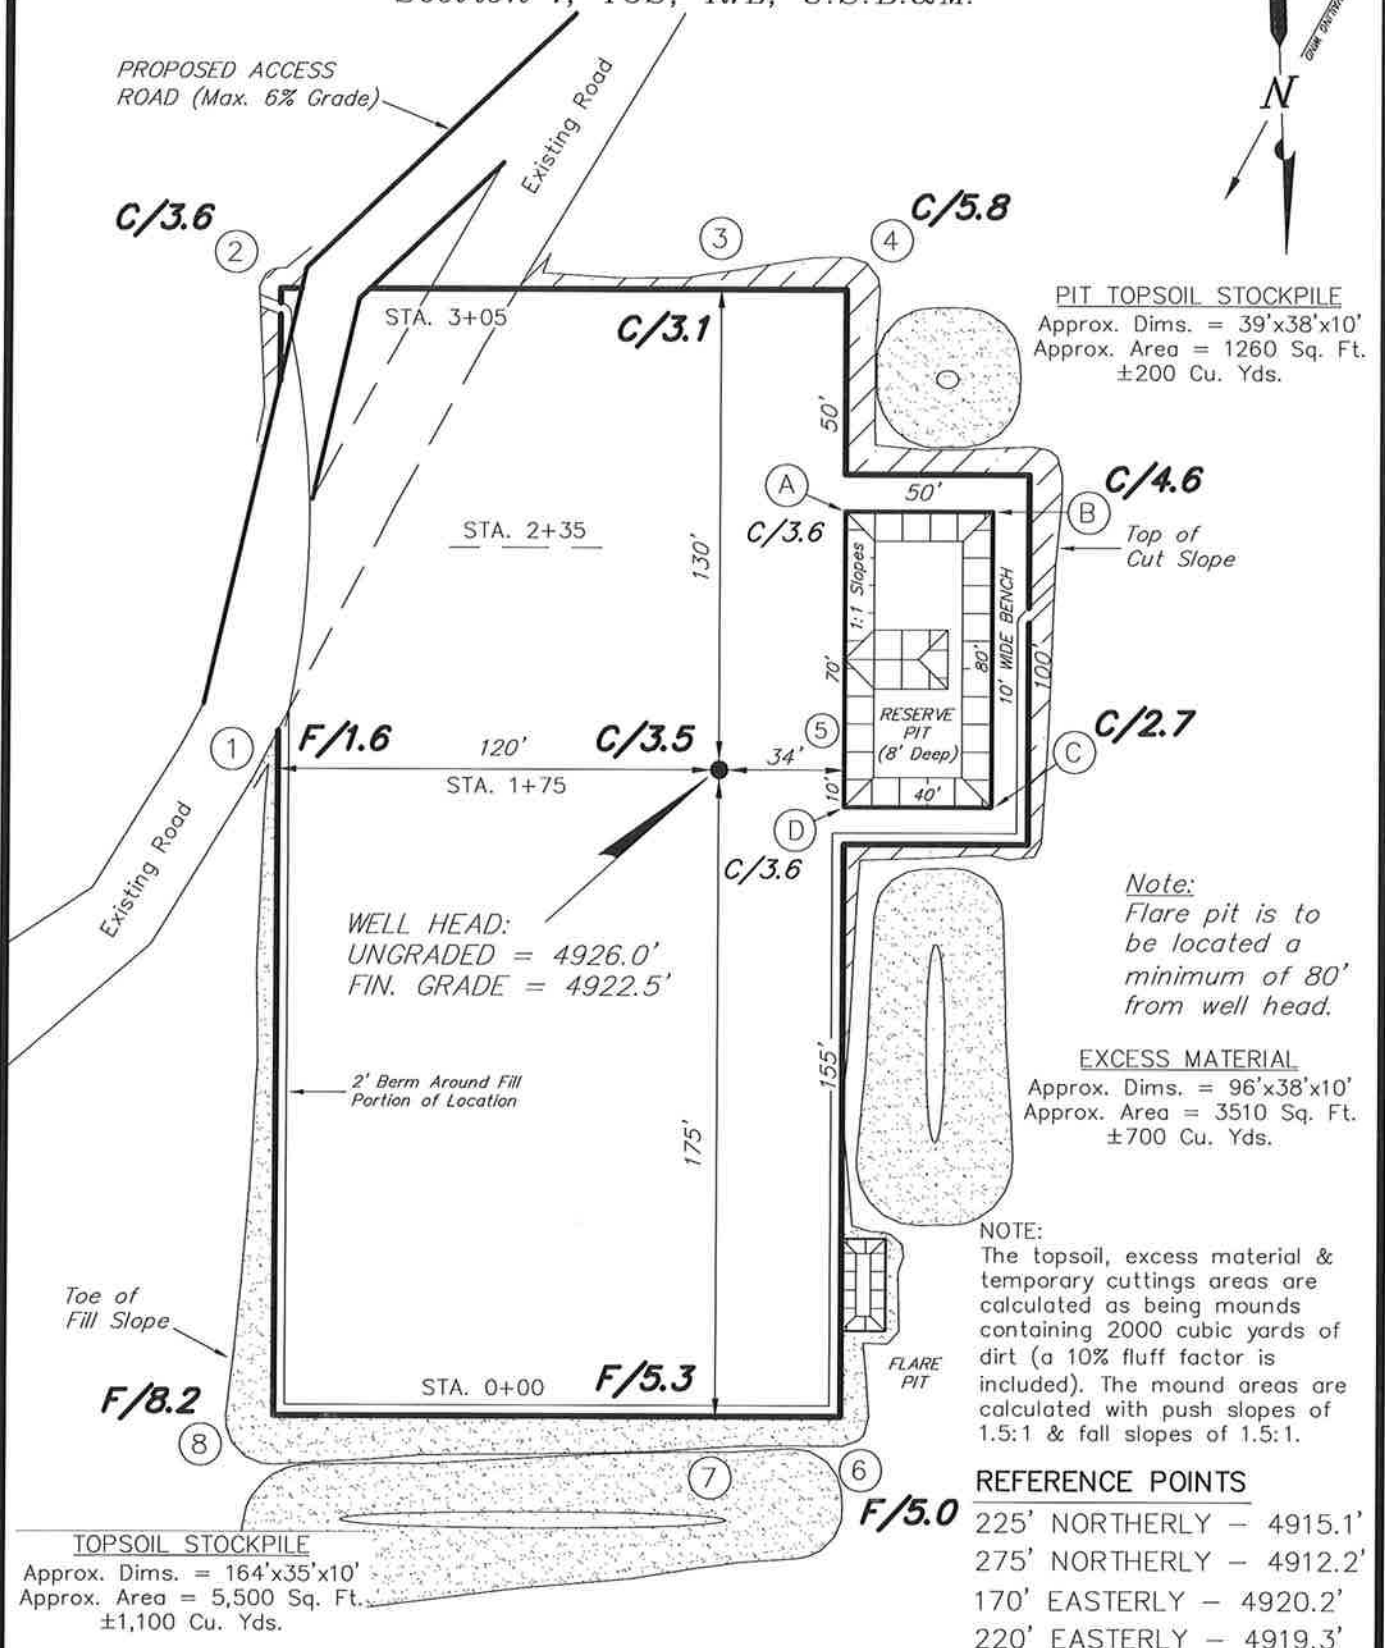 PROPOSED ACCESS
ROAD (Max. 6% Grade)
Existing Road
N
C/3.6
2
3
C/5.8
4
STA. 3+05
C/3.1
PIT TOPSOIL STOCKPILE
Approx. Dims. = 39'x38'x10'
Approx. Area = 1260 Sq. Ft.
±200 Cu. Yds.
50'
A
50'
C/4.6
B
C/3.6
STA. 2+35
Top of
Cut Slope
130'
1:1 Slopes
10' WIDE BENCH
70'
80'
100'
RESERVE
PIT
(8' Deep)
C/2.7
C
1
F/1.6
120'
C/3.5
5
34'
STA. 1+75
10'
40'
D
C/3.6
Existing Road
WELL HEAD:
UNGRADED = 4926.0'
FIN. GRADE = 4922.5'
Note:
Flare pit is to
be located a
minimum of 80'
from well head.
EXCESS MATERIAL
Approx. Dims. = 96'x38'x10'
Approx. Area = 3510 Sq. Ft.
±700 Cu. Yds.
2' Berm Around Fill
Portion of Location
155'
175'
NOTE:
The topsoil, excess material &
temporary cuttings areas are
calculated as being mounds
containing 2000 cubic yards of
dirt (a 10% fluff factor is
included). The mound areas are
calculated with push slopes of
1.5:1 & fall slopes of 1.5:1.
Toe of
Fill Slope
FLARE
PIT
F/8.2
8
STA. 0+00
F/5.3
7
6
F/5.0
TOPSOIL STOCKPILE
Approx. Dims. = 164'x35'x10'
Approx. Area = 5,500 Sq. Ft.
±1,100 Cu. Yds.
REFERENCE POINTS
225' NORTHERLY - 4915.1'
275' NORTHERLY - 4912.2'
170' EASTERLY - 4920.2'
220' EASTERLY - 4919.3'